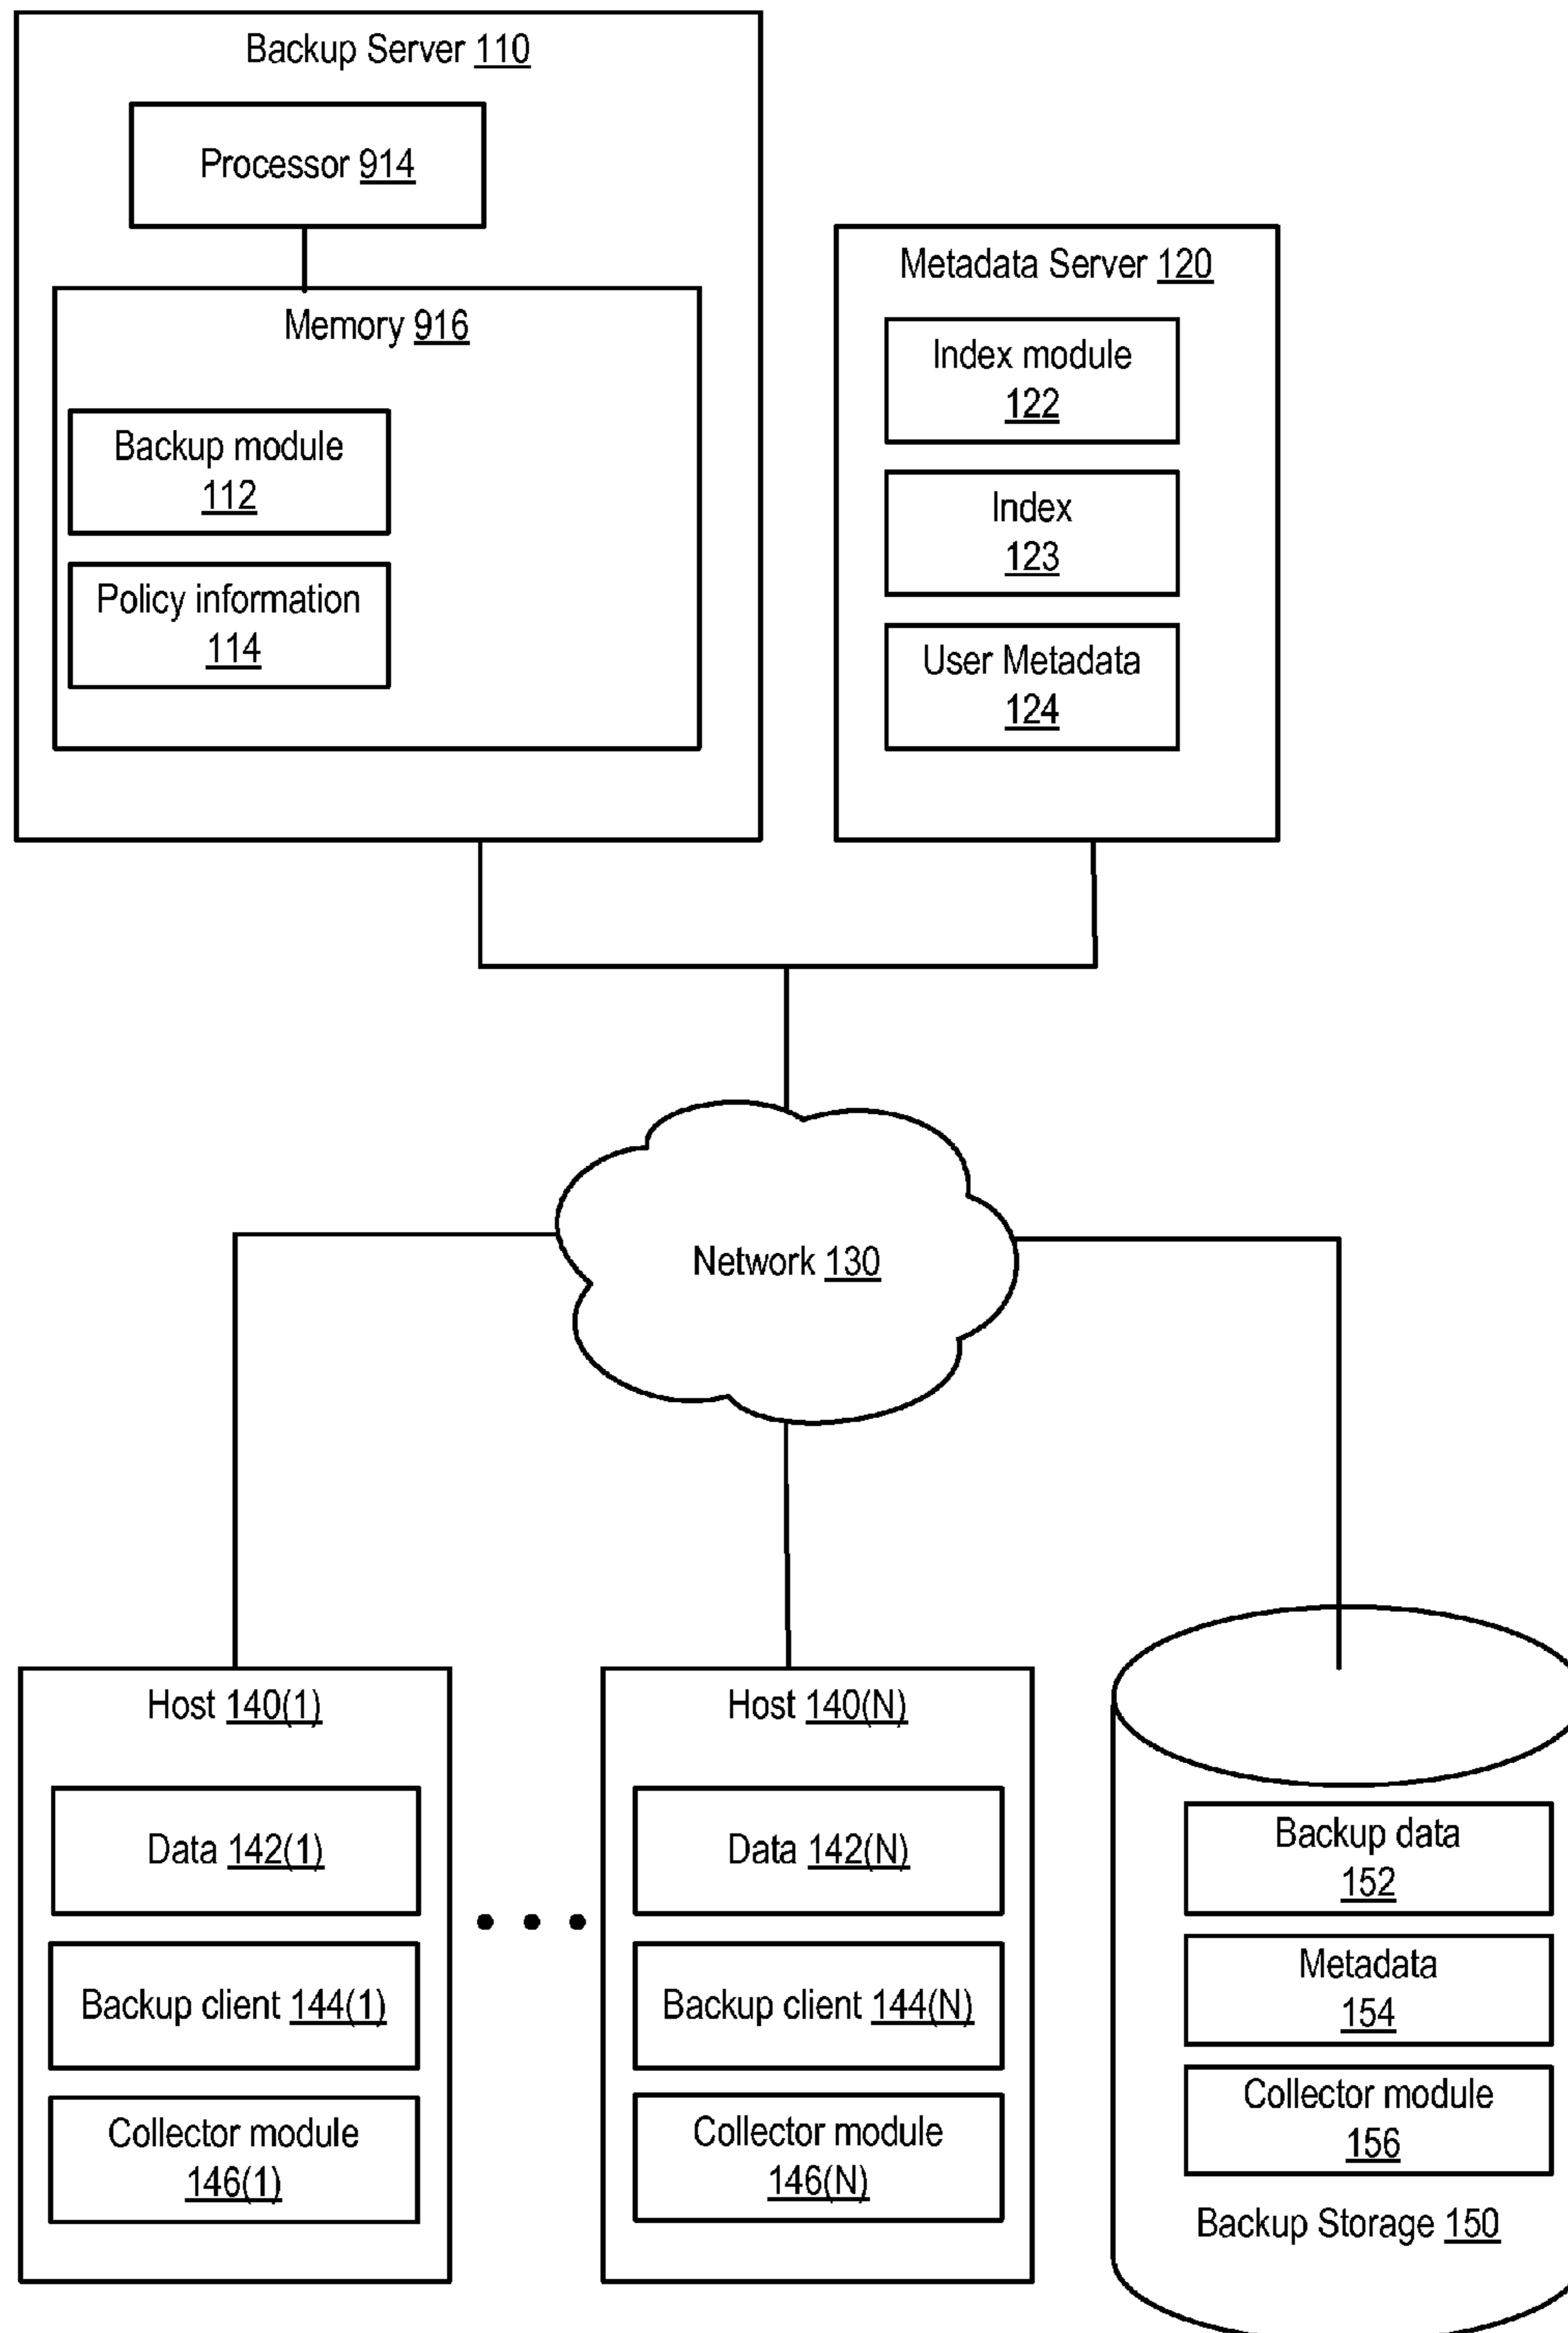 Backup Server 110
Processor 914
Memory 916
Backup module
112
Policy information
114
Metadata Server 120
Index module
122
Index
123
User Metadata
124
Network 130
Host 140(1)
Data 142(1)
Backup client 144(1)
Collector module
146(1)
Host 140(N)
Data 142(N)
Backup client 144(N)
Collector module
146(N)
Backup data
152
Metadata
154
Collector module
156
Backup Storage 150